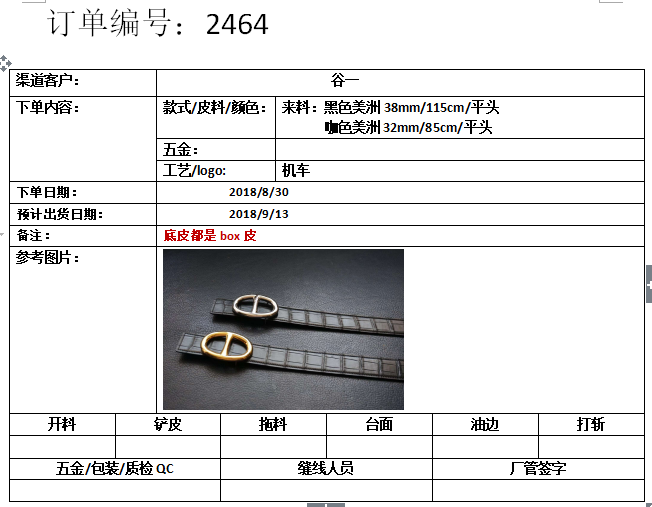 订单编号：2464
渠道客户： 谷一
下单内容： 款式/皮料/颜色： 来料：黑色美洲 38mm/115cm/平头
咖色美洲 32mm/85cm/平头
五金：
工艺/logo: 机车
下单日期： 2018/8/30
预计出货日期： 2018/9/13
备注： 底皮都是 box 皮
参考图片：
开料 铲皮 拖料 台面 油边 打斩
五金/包装/质检 QC 缝线人员 厂管签字